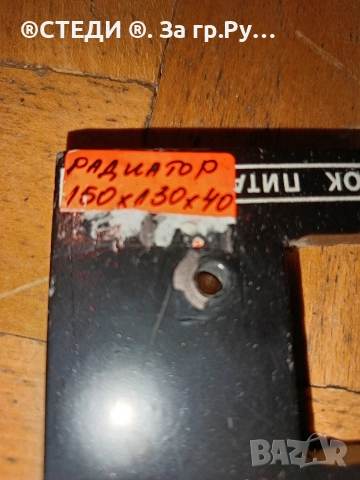 ®СТЕДИ ®. За гр.Ру...
РАДИАТОР
150x130x40
ОК ПИТА
BAZAR